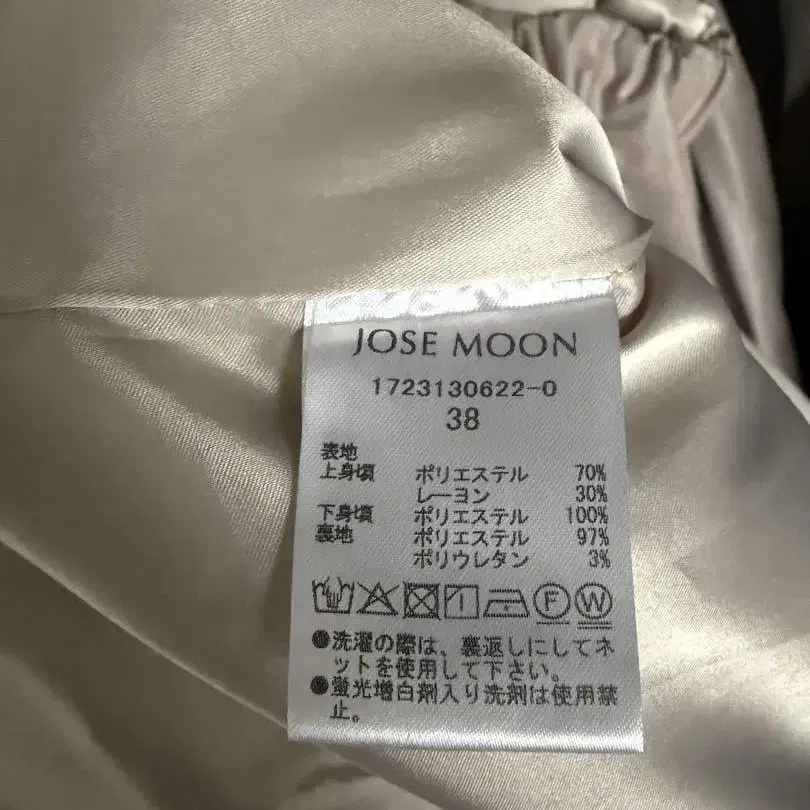 JOSE MOON
1723130622-0
38
表地
上身頃 ポリエステル 70%
レーヨン 30%
下身頃 ポリエステル 100%
裏地 ポリエステル 97%
ポリウレタン 3%
F W
●洗濯の際は、裏返しにしてネ
ットを使用して下さい。
●蛍光増白剤入り洗剤は使用禁
止。